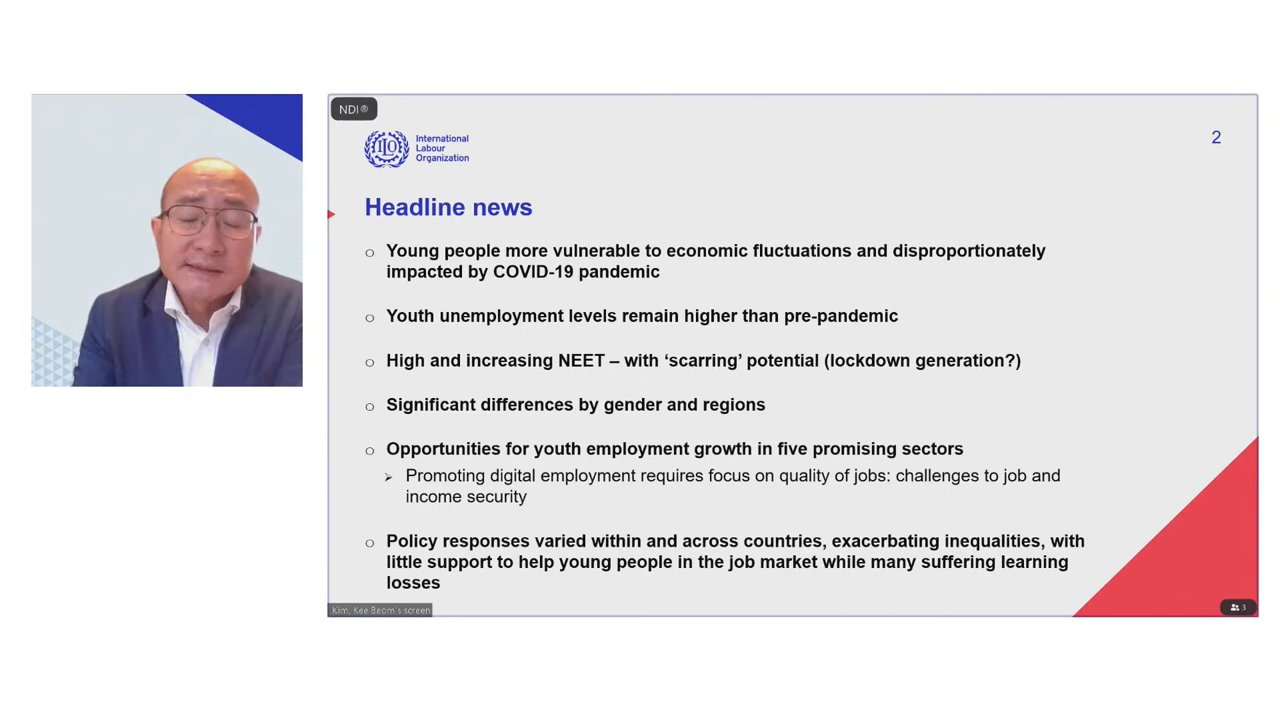 NDI®
International
Labour
Organization
2
Headline news
Young people more vulnerable to economic fluctuations and disproportionately
impacted by COVID-19 pandemic
Youth unemployment levels remain higher than pre-pandemic
High and increasing NEET – with ‘scarring’ potential (lockdown generation?)
Significant differences by gender and regions
Opportunities for youth employment growth in five promising sectors
Promoting digital employment requires focus on quality of jobs: challenges to job and
income security
Policy responses varied within and across countries, exacerbating inequalities, with
little support to help young people in the job market while many suffering learning
losses
Kim, Kee Beom's screen
3
ILO